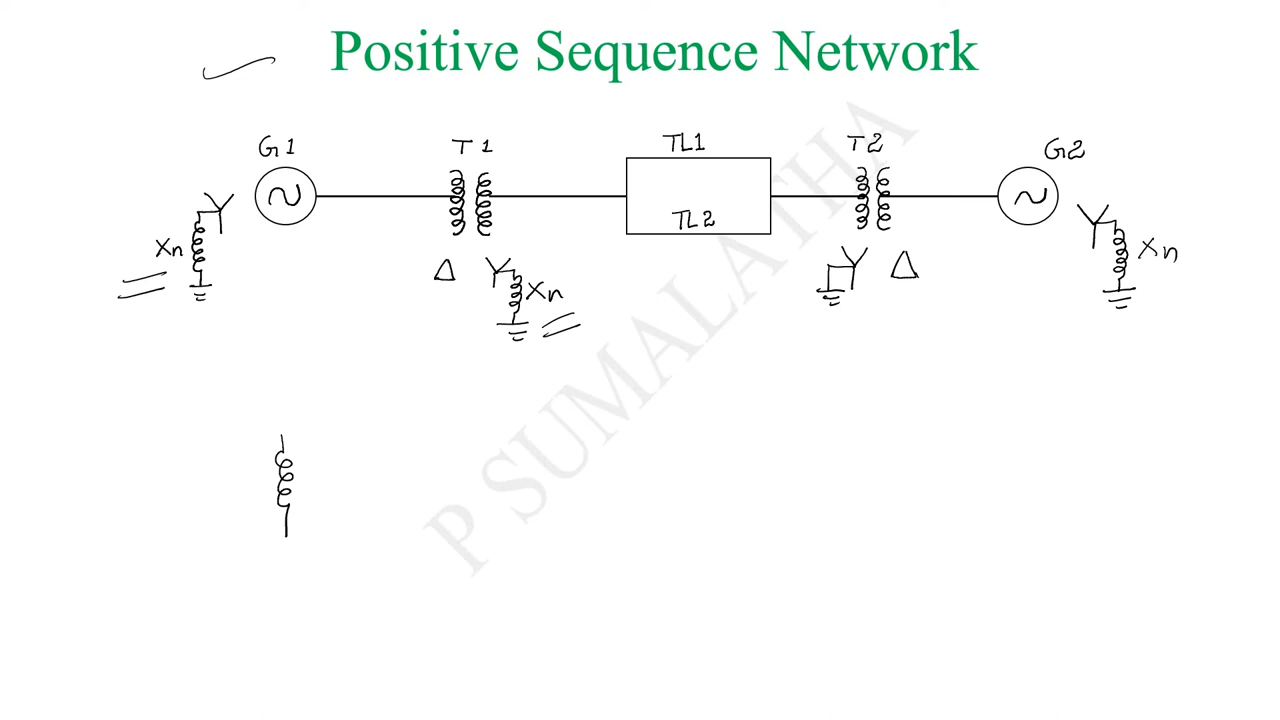 Positive Sequence Network
G1
T1
TL1
T2
G2
TL2
Xn
Xn
Xn
Δ
Δ
P SUMALATHA